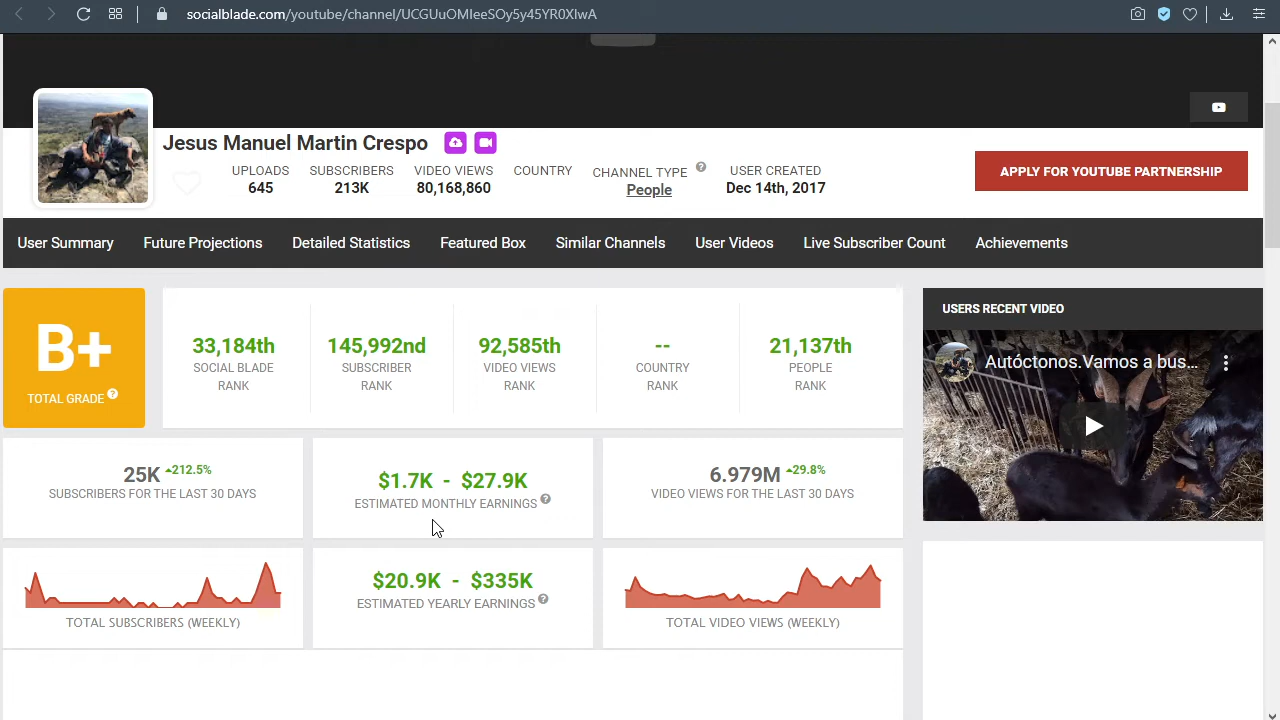 socialblade.com/youtube/channel/UCGUuOMIeeSOy5y45YR0XIwA
Jesus Manuel Martin Crespo
UPLOADS
645
SUBSCRIBERS
213K
VIDEO VIEWS
80,168,860
COUNTRY
CHANNEL TYPE ?
People
USER CREATED
Dec 14th, 2017
APPLY FOR YOUTUBE PARTNERSHIP
User Summary Future Projections Detailed Statistics Featured Box Similar Channels User Videos Live Subscriber Count Achievements
B+
TOTAL GRADE ?
33,184th
SOCIAL BLADE
RANK
145,992nd
SUBSCRIBER
RANK
92,585th
VIDEO VIEWS
RANK
--
COUNTRY
RANK
21,137th
PEOPLE
RANK
USERS RECENT VIDEO
Autóctonos.Vamos a bus...
25K 212.5%
SUBSCRIBERS FOR THE LAST 30 DAYS
$1.7K - $27.9K
ESTIMATED MONTHLY EARNINGS ?
6.979M 29.8%
VIDEO VIEWS FOR THE LAST 30 DAYS
TOTAL SUBSCRIBERS (WEEKLY)
$20.9K - $335K
ESTIMATED YEARLY EARNINGS ?
TOTAL VIDEO VIEWS (WEEKLY)